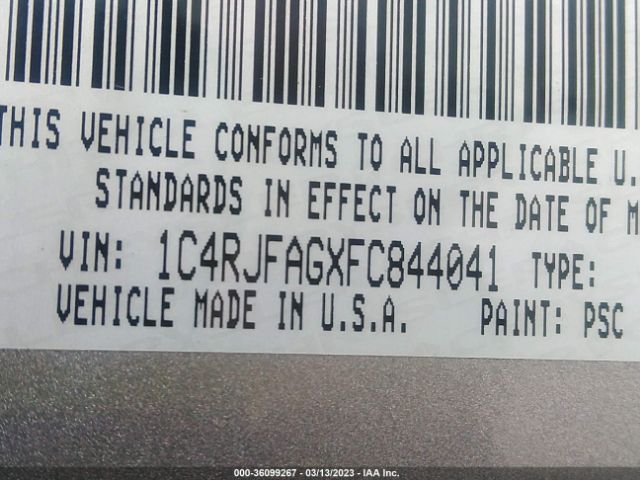 THIS VEHICLE CONFORMS TO ALL APPLICABLE U.
STANDARDS IN EFFECT ON THE DATE OF M
VIN: 1C4RJFAGXFC844041 TYPE:
VEHICLE MADE IN U.S.A. PAINT: PSC
000-36099267 - 03/13/2023 - IAA Inc.